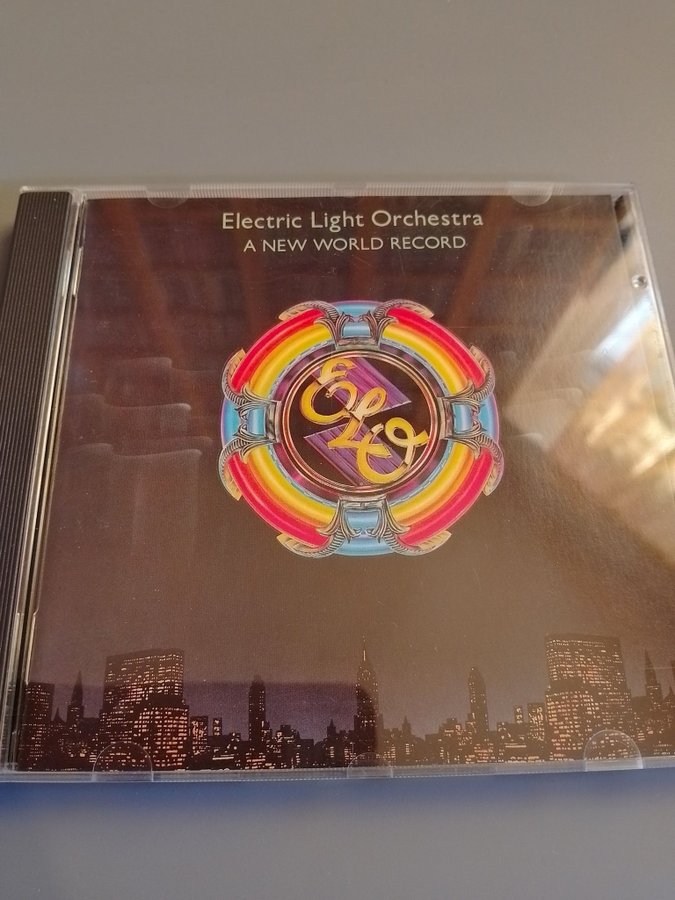 Electric Light Orchestra
A NEW WORLD RECORD
ELO